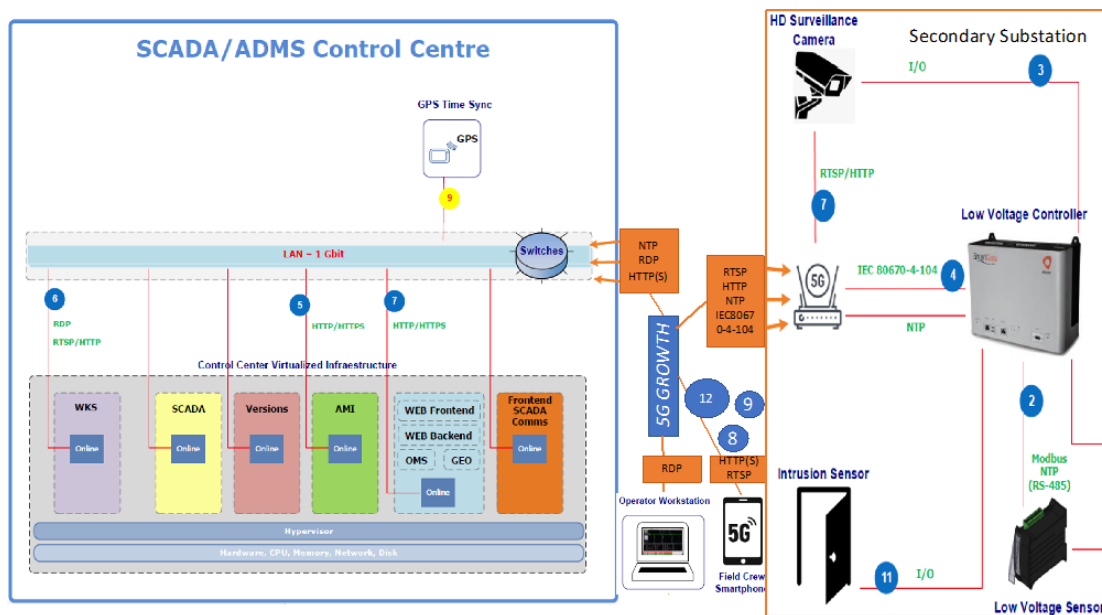 SCADA/ADMS Control Centre
GPS Time Sync
GPS
9
LAN – 1 Gbit
Switches
6
RDP
RTSP/HTTP
5
HTTP/HTTPS
7
HTTP/HTTPS
Control Center Virtualized Infraestructure
WKS
Online
SCADA
Online
Versions
Online
AMI
Online
WEB Frontend
WEB Backend
OMS
GEO
Online
Frontend
SCADA
Comms
Online
Hypervisor
Hardware, CPU, Memory, Network, Disk
NTP
RDP
HTTP(S)
5G GROWTH
RTSP
HTTP
NTP
IEC8067
0-4-104
12
9
8
RDP
HTTP(S)
RTSP
Operator Workstation
5G
Field Crew
Smartphone
HD Surveillance
Camera
Secondary Substation
I/O
3
RTSP/HTTP
7
Low Voltage Controller
5G
IEC 80670-4-104
4
NTP
2
Modbus
NTP
(RS-485)
Intrusion Sensor
11
I/O
Low Voltage Sensor